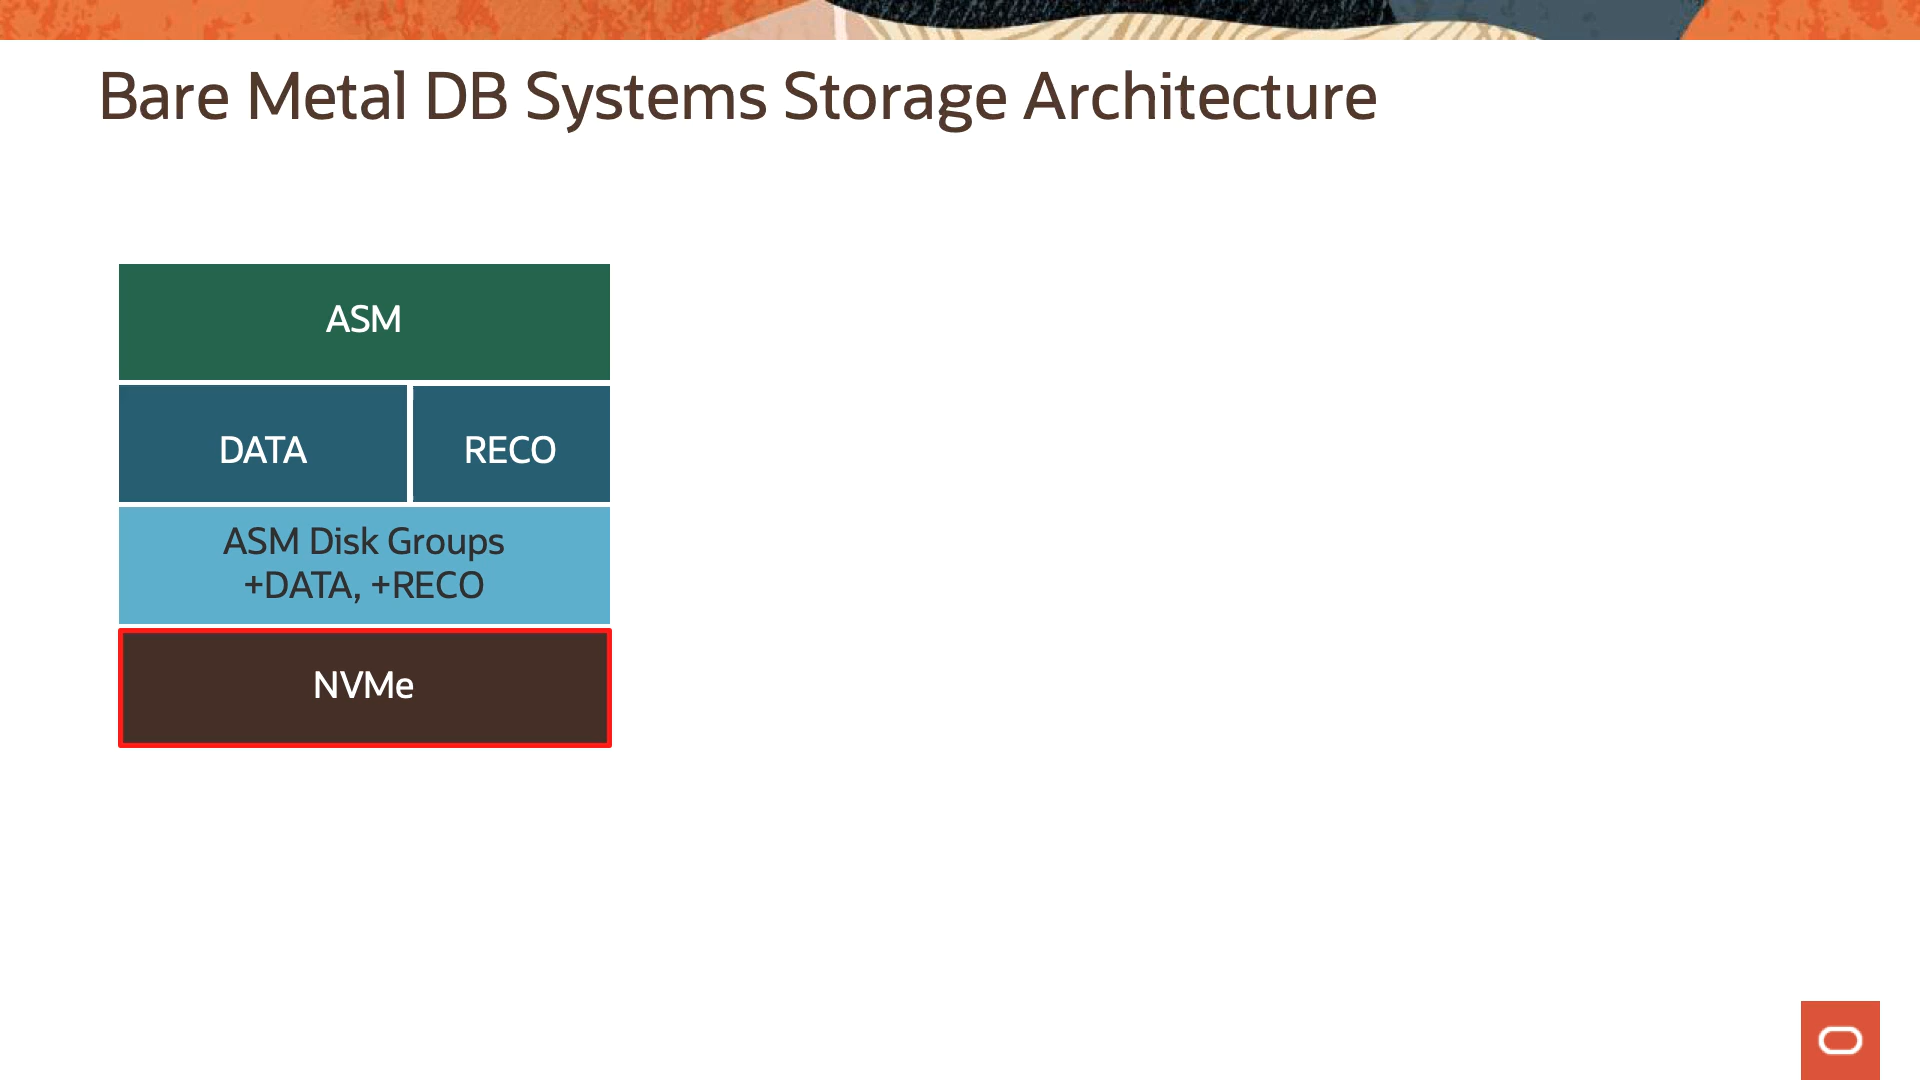 Bare Metal DB Systems Storage Architecture
ASM
DATA
RECO
ASM Disk Groups
+DATA, +RECO
NVMe